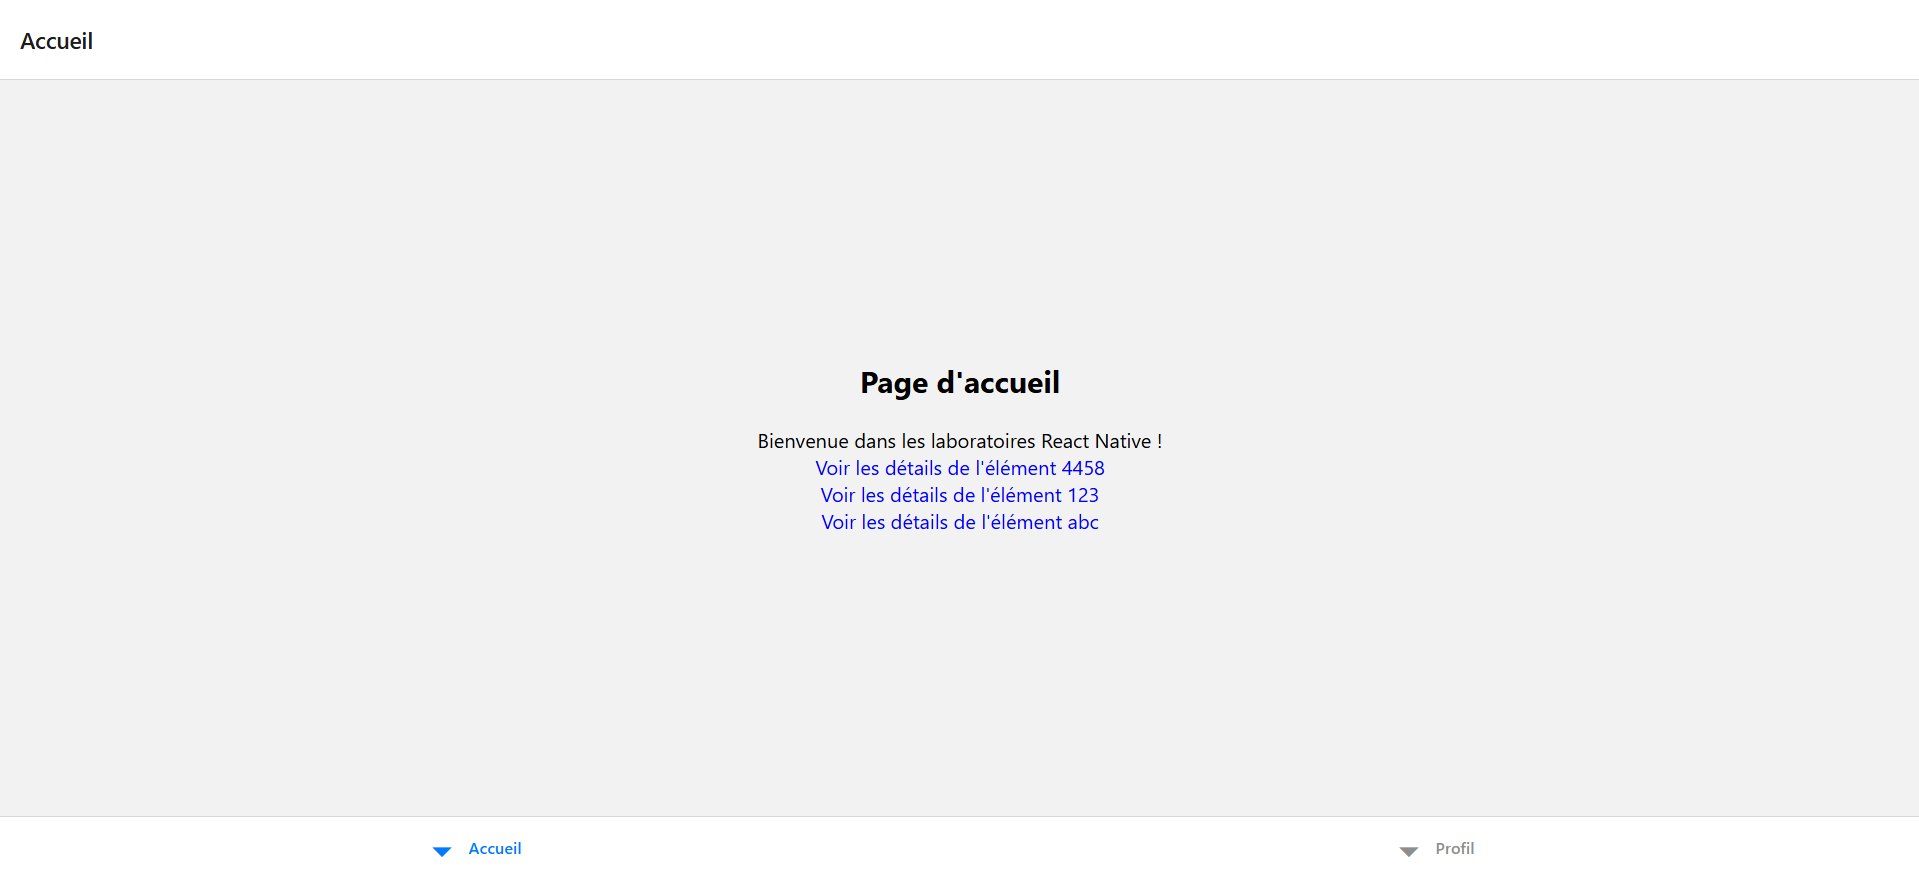 Accueil
Page d'accueil
Bienvenue dans les laboratoires React Native !
Voir les détails de l'élément 4458
Voir les détails de l'élément 123
Voir les détails de l'élément abc
Accueil
Profil